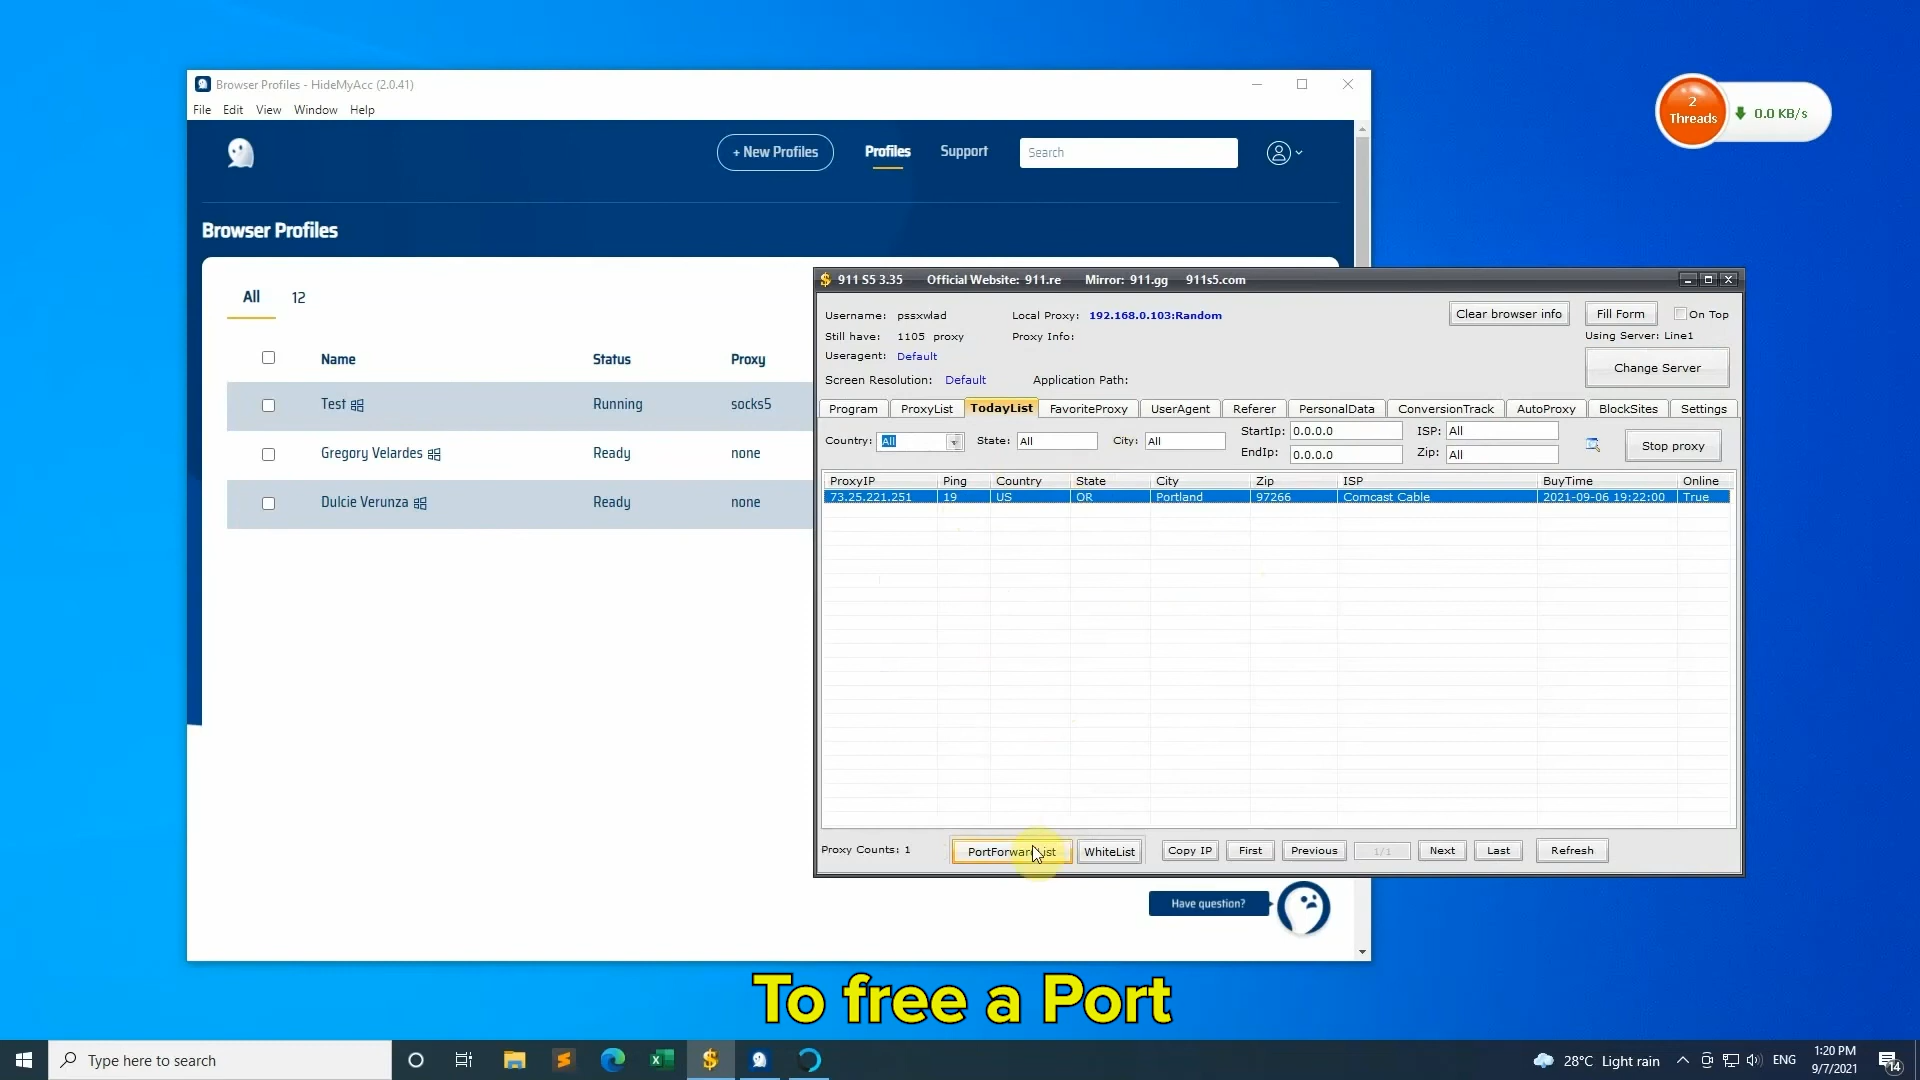 Browser Profiles - HideMyAcc (2.0.41)
File Edit View Window Help
+ New Profiles Profiles Support Search
Browser Profiles
All 12
Name Status Proxy
Test Running socks5
Gregory Velardes Ready none
Dulcie Verunza Ready none
Have question?
2
Threads
0.0 KB/s
911 S5 3.35 Official Website: 911.re Mirror: 911.gg 911s5.com
Username: pssxwlad Local Proxy: 192.168.0.103:Random Clear browser info Fill Form On Top
Still have: 1105 proxy Proxy Info: Using Server: Line1
Useragent: Default
Change Server
Screen Resolution: Default Application Path:
Program ProxyList TodayList FavoriteProxy UserAgent Referer PersonalData ConversionTrack AutoProxy BlockSites Settings
Country: All State: All City: All StartIp: 0.0.0.0 ISP: All
EndIp: 0.0.0.0 Zip: All Stop proxy
ProxyIP Ping Country State City Zip ISP BuyTime Online
73.25.221.251 19 US OR Portland 97266 Comcast Cable 2021-09-06 19:22:00 True
Proxy Counts: 1 PortForwardList WhiteList Copy IP First Previous 1/1 Next Last Refresh
To free a Port
Type here to search
28°C Light rain ENG
1:20 PM
9/7/2021
14